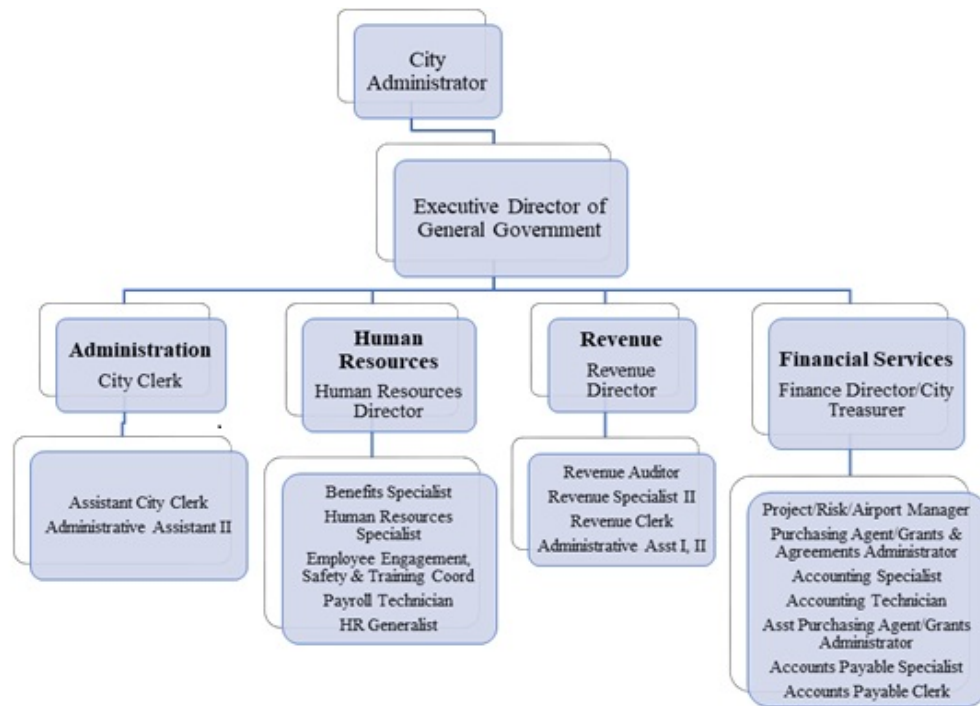 City
Administrator
Executive Director of
General Government
Administration
City Clerk
Assistant City Clerk
Administrative Assistant II
Human
Resources
Human Resources
Director
Benefits Specialist
Human Resources
Specialist
Employee Engagement,
Safety & Training Coord
Payroll Technician
HR Generalist
Revenue
Revenue
Director
Revenue Auditor
Revenue Specialist II
Revenue Clerk
Administrative Asst I, II
Financial Services
Finance Director/City
Treasurer
Project/Risk/Airport Manager
Purchasing Agent/Grants &
Agreements Administrator
Accounting Specialist
Accounting Technician
Asst Purchasing Agent/Grants
Administrator
Accounts Payable Specialist
Accounts Payable Clerk